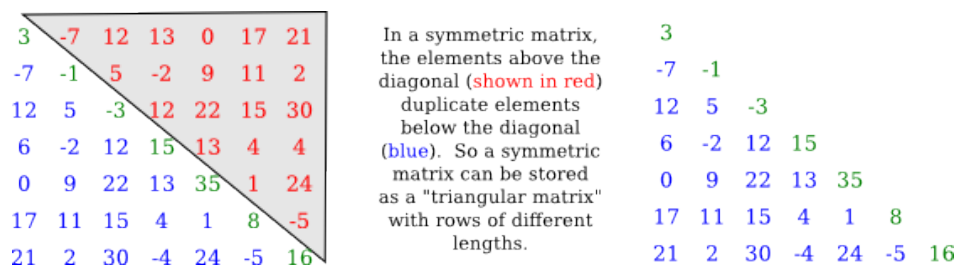 3 -7 12 13 0 17 21
-7 -1 5 -2 9 11 2
12 5 -3 12 22 15 30
6 -2 12 15 13 4 4
0 9 22 13 35 1 24
17 11 15 4 1 8 -5
21 2 30 -4 24 -5 16
In a symmetric matrix,
the elements above the
diagonal (shown in red)
duplicate elements
below the diagonal
(blue). So a symmetric
matrix can be stored
as a "triangular matrix"
with rows of different
lengths.
3
-7 -1
12 5 -3
6 -2 12 15
0 9 22 13 35
17 11 15 4 1 8
21 2 30 -4 24 -5 16